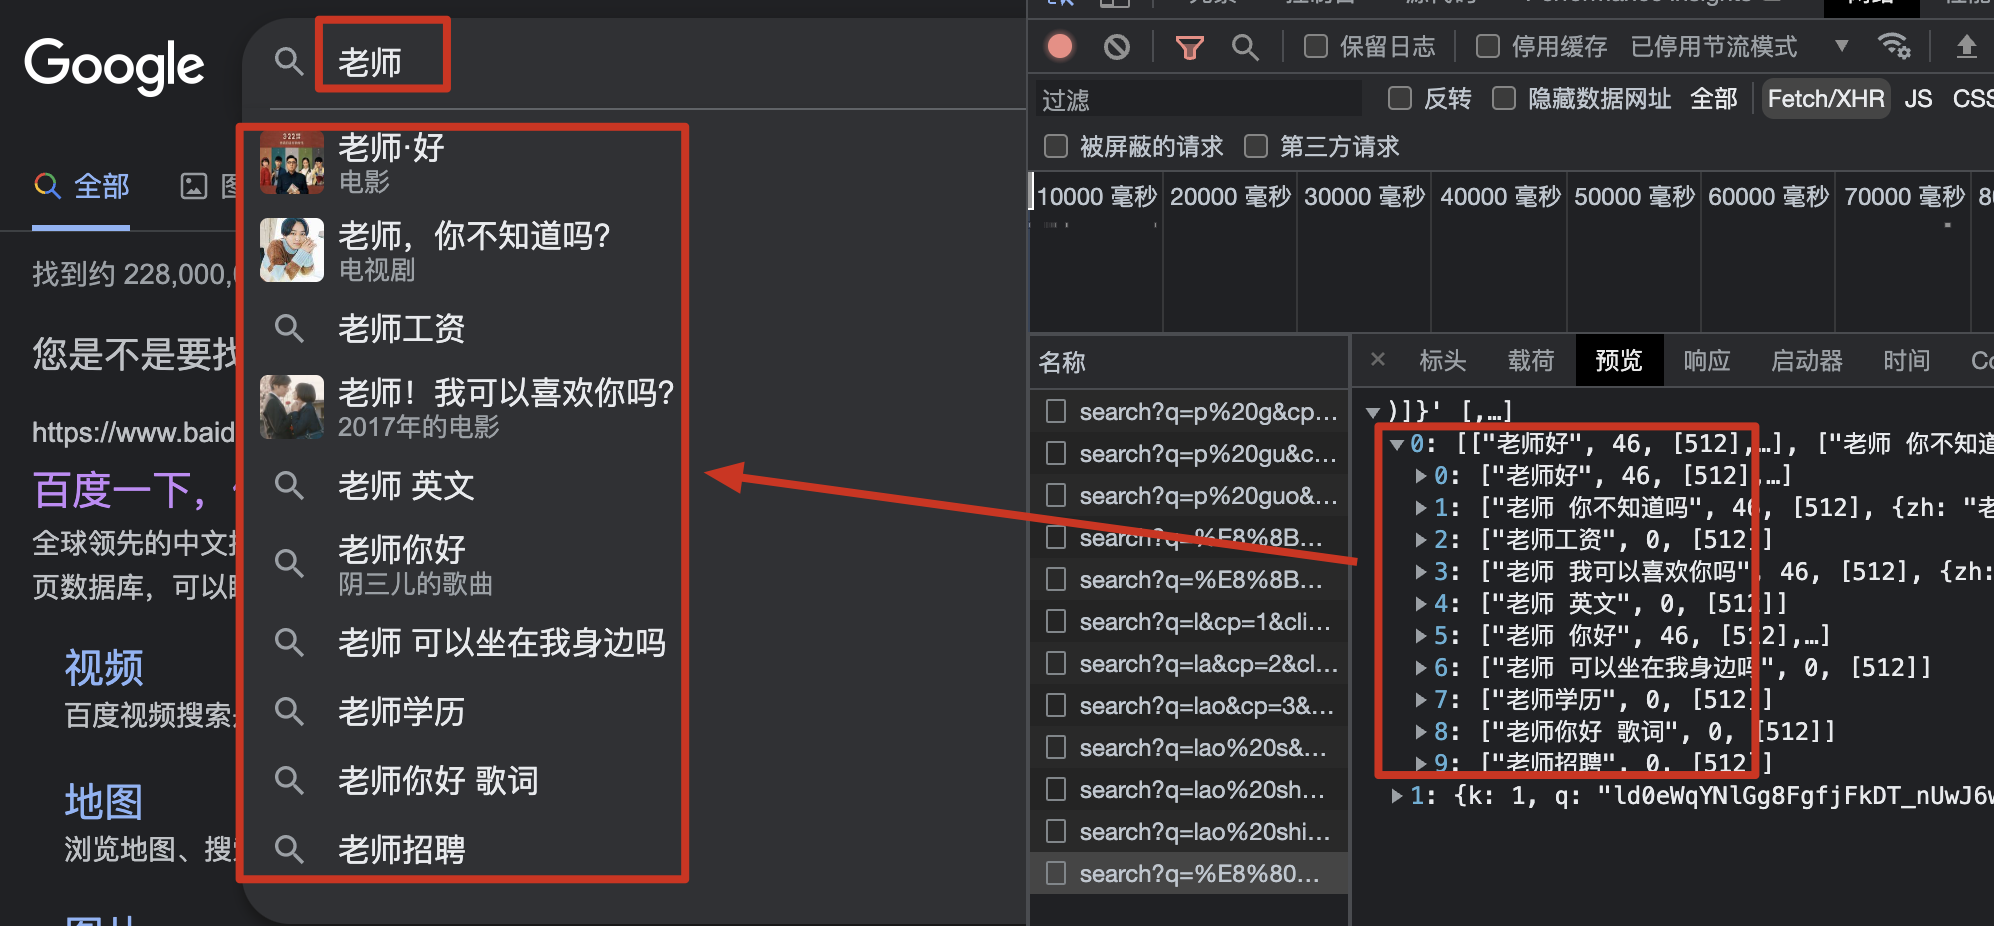 Google
老师
全部
找到约 228,000,
您是不是要找
https://www.baid
百度一下，
全球领先的中文
页数据库，可以
视频
百度视频搜索
地图
浏览地图、搜
老师·好
电影
老师，你不知道吗?
电视剧
老师工资
老师！我可以喜欢你吗?
2017年的电影
老师 英文
老师你好
阴三儿的歌曲
老师 可以坐在我身边吗
老师学历
老师你好 歌词
老师招聘
保留日志 停用缓存 已停用节流模式
过滤 反转 隐藏数据网址 全部 Fetch/XHR JS CSS
被屏蔽的请求 第三方请求
10000 毫秒 20000 毫秒 30000 毫秒 40000 毫秒 50000 毫秒 60000 毫秒 70000 毫秒
名称
search?q=p%20g&cp...
search?q=p%20gu&c...
search?q=p%20guo&...
search?q=%E8%8B...
search?q=%E8%8B...
search?q=l&cp=1&cli...
search?q=la&cp=2&cl...
search?q=lao&cp=3&...
search?q=lao%20s&...
search?q=lao%20sh...
search?q=lao%20shi...
search?q=%E8%80...
× 标头 载荷 预览 响应 启动器 时间 Co
)]}' [,…]
0: [["老师好", 46, [512],…], ["老师 你不知道
0: ["老师好", 46, [512],…]
1: ["老师 你不知道吗", 46, [512], {zh: "老
2: ["老师工资", 0, [512]]
3: ["老师 我可以喜欢你吗", 46, [512], {zh:
4: ["老师 英文", 0, [512]]
5: ["老师 你好", 46, [512],…]
6: ["老师 可以坐在我身边吗", 0, [512]]
7: ["老师学历", 0, [512]]
8: ["老师你好 歌词", 0, [512]]
9: ["老师招聘", 0, [512]]
1: {k: 1, q: "ld0eWqYNlGg8FgfjFkDT_nUwJ6